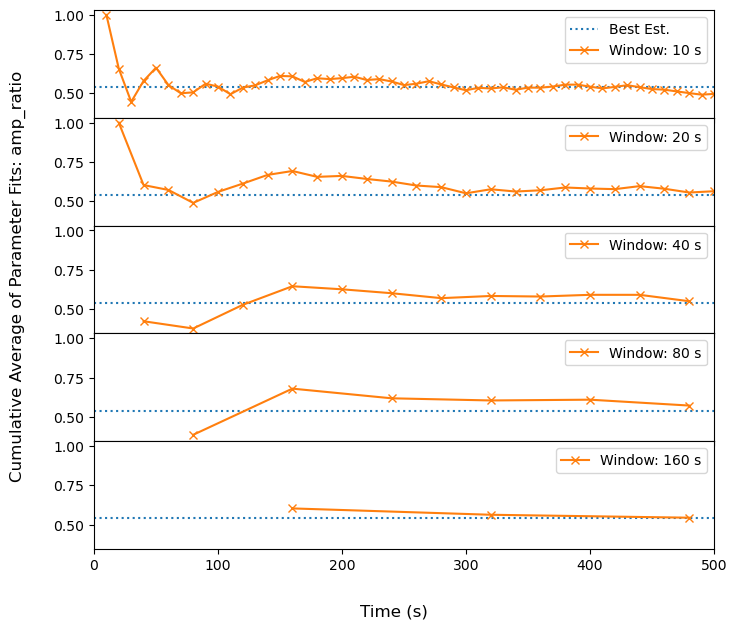 Cumulative Average of Parameter Fits: amp_ratio
1.00
0.75
0.50
Best Est.
Window: 10 s
1.00
0.75
0.50
Window: 20 s
1.00
0.75
0.50
Window: 40 s
1.00
0.75
0.50
Window: 80 s
1.00
0.75
0.50
Window: 160 s
0 100 200 300 400 500
Time (s)